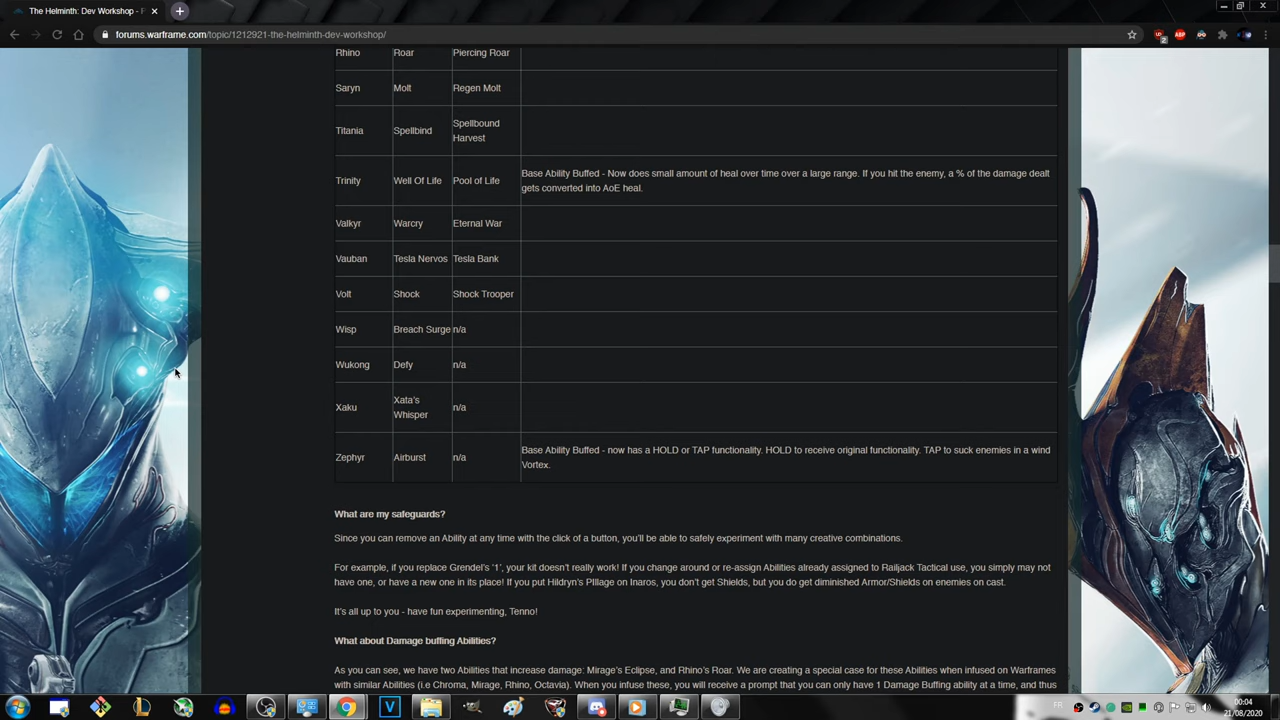 The Helminth: Dev Workshop - F
forums.warframe.com/topic/1212921-the-helminth-dev-workshop/
Rhino Roar Piercing Roar
Saryn Molt Regen Molt
Titania Spellbind Spellbound Harvest
Trinity Well Of Life Pool of Life Base Ability Buffed - Now does small amount of heal over time over a large range. If you hit the enemy, a % of the damage dealt
gets converted into AoE heal.
Valkyr Warcry Eternal War
Vauban Tesla Nervos Tesla Bank
Volt Shock Shock Trooper
Wisp Breach Surge n/a
Wukong Defy n/a
Xaku Xata's Whisper n/a
Zephyr Airburst n/a Base Ability Buffed - now has a HOLD or TAP functionality. HOLD to receive original functionality. TAP to suck enemies in a wind
Vortex.
What are my safeguards?
Since you can remove an Ability at any time with the click of a button, you'll be able to safely experiment with many creative combinations.
For example, if you replace Grendel's '1', your kit doesn't really work! If you change around or re-assign Abilities already assigned to Railjack Tactical use, you simply may not
have one, or have a new one in its place! If you put Hildryn's PIllage on Inaros, you don't get Shields, but you do get diminished Armor/Shields on enemies on cast.
It's all up to you - have fun experimenting, Tenno!
What about Damage buffing Abilities?
As you can see, we have two Abilities that increase damage: Mirage's Eclipse, and Rhino's Roar. We are creating a special case for these Abilities when infused on Warframes
with similar Abilities (i.e Chroma, Mirage, Rhino, Octavia). When you infuse these, you will receive a prompt that you can only have 1 Damage Buffing ability at a time, and thus
FR
00:04
21/08/2020